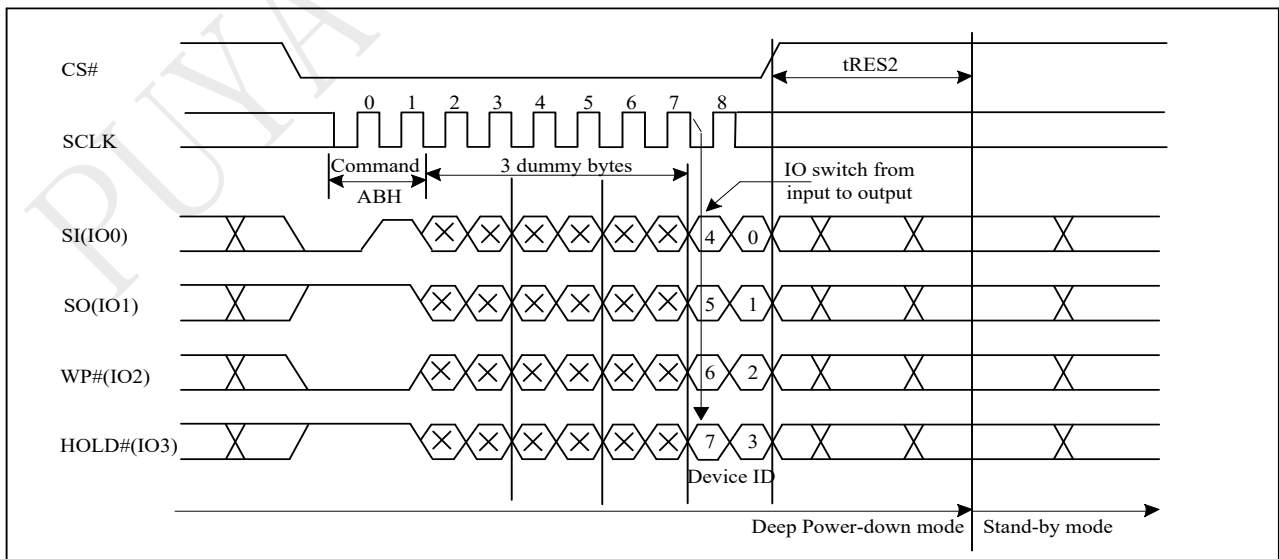 PUYA
CS#
tRES2
0 1 2 3 4 5 6 7 8
SCLK
Command
ABH
3 dummy bytes
IO switch from
input to output
SI(IO0)
4 0
SO(IO1)
5 1
WP#(IO2)
6 2
HOLD#(IO3)
7 3
Device ID
Deep Power-down mode
Stand-by mode